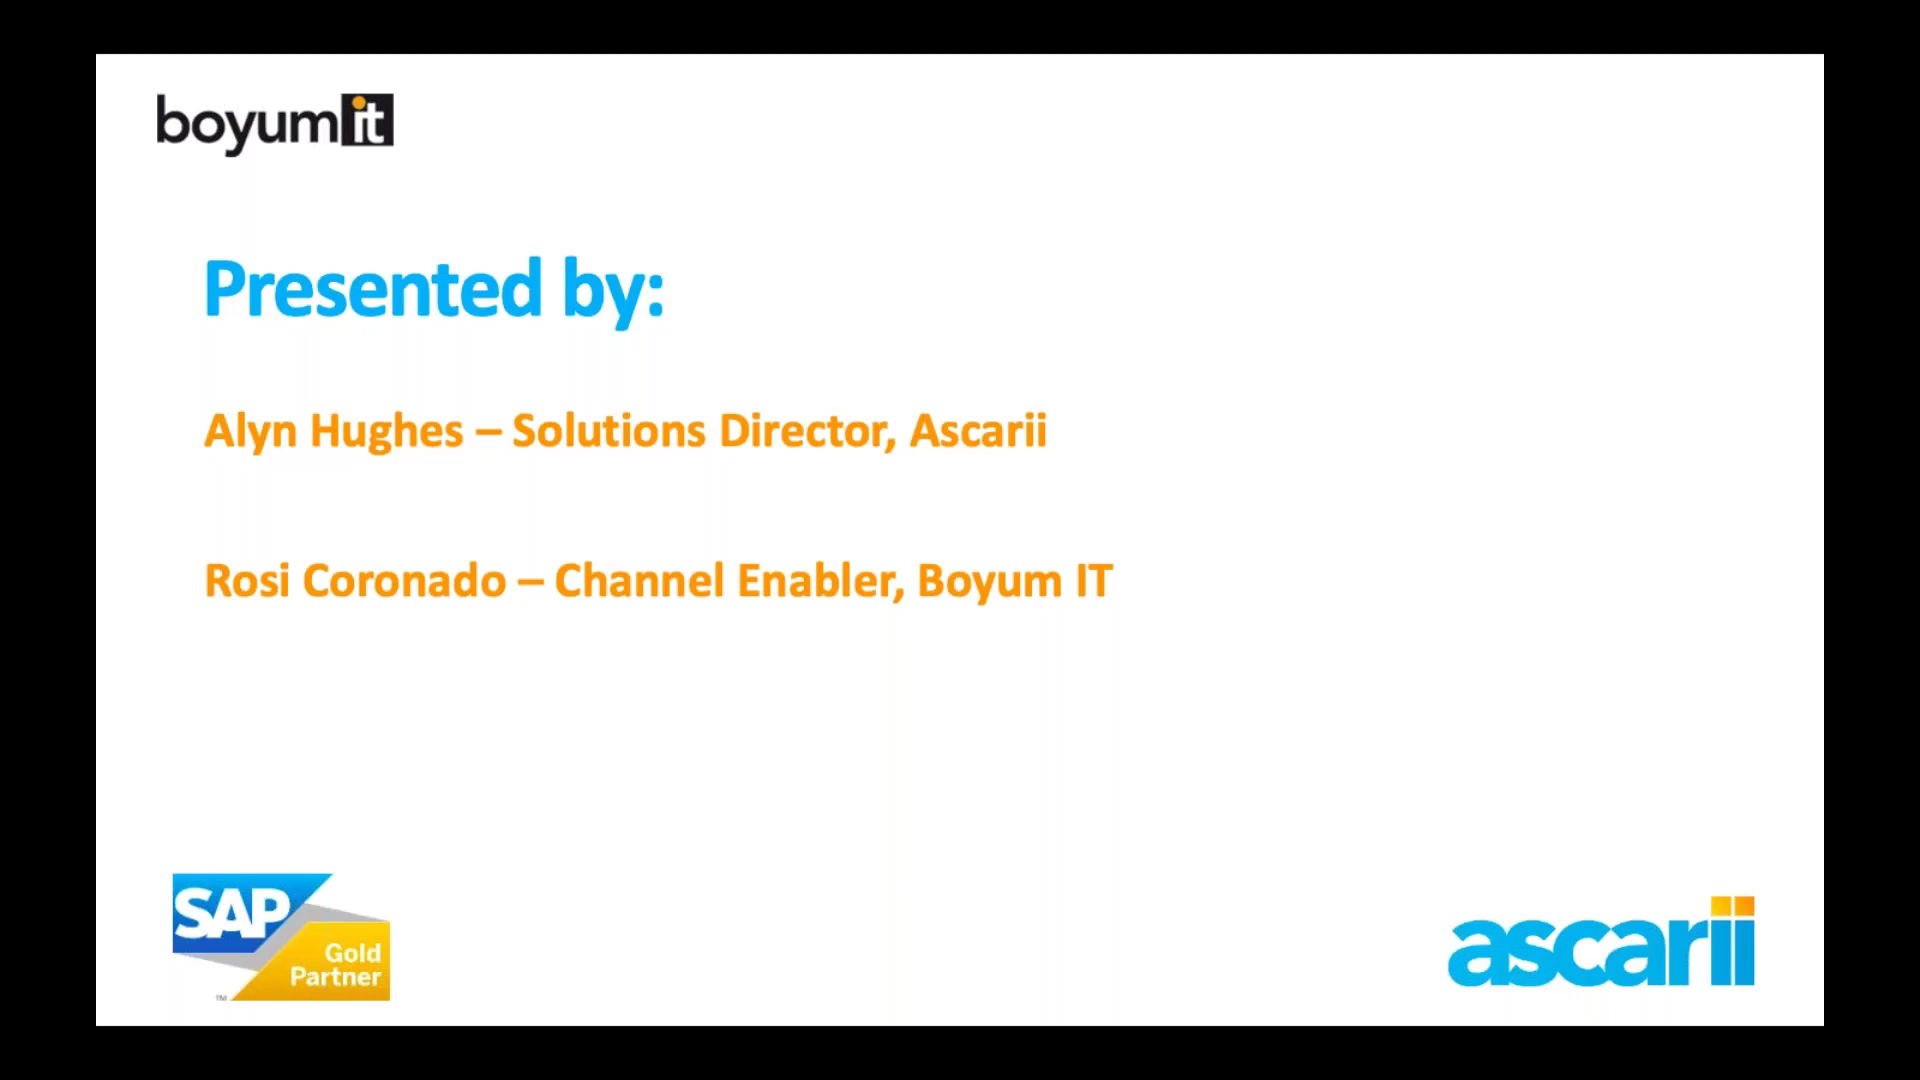 boyum it
Presented by:
Alyn Hughes – Solutions Director, Ascarii
Rosi Coronado – Channel Enabler, Boyum IT
SAP
Gold
Partner
TM
ascarii